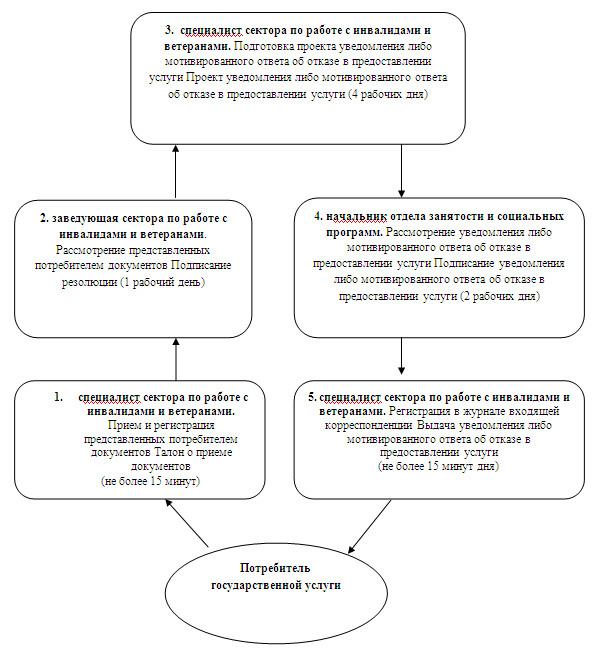 3. специалист сектора по работе с инвалидами и
ветеранами. Подготовка проекта уведомления либо
мотивированного ответа об отказе в предоставлении
услуги Проект уведомления либо мотивированного ответа
об отказе в предоставлении услуги (4 рабочих дня)
2. заведующая сектора по работе с
инвалидами и ветеранами.
Рассмотрение представленных
потребителем документов Подписание
резолюции (1 рабочий день)
4. начальник отдела занятости и социальных
программ. Рассмотрение уведомления либо
мотивированного ответа об отказе в
предоставлении услуги Подписание уведомления
либо мотивированного ответа об отказе в
предоставлении услуги (2 рабочих дня)
1. специалист сектора по работе с
инвалидами и ветеранами.
Прием и регистрация
представленных потребителем
документов Талон о приеме
документов
(не более 15 минут)
5. специалист сектора по работе с инвалидами и
ветеранами. Регистрация в журнале входящей
корреспонденции Выдача уведомления либо
мотивированного ответа об отказе в
предоставлении услуги
(не более 15 минут дня)
Потребитель
государственной услуги